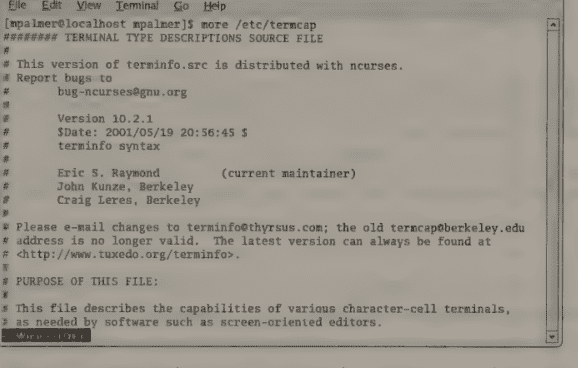 File Edit View Terminal Go Help
[mpalmer@localhost mpalmer]$ more /etc/termcap
######## TERMINAL TYPE DESCRIPTIONS SOURCE FILE
#
# This version of terminfo.src is distributed with ncurses.
# Report bugs to
# bug-ncurses@gnu.org
#
# Version 10.2.1
# $Date: 2001/05/19 20:56:45 $
# terminfo syntax
#
# Eric S. Raymond (current maintainer)
# John Kunze, Berkeley
# Craig Leres, Berkeley
#
# Please e-mail changes to terminfo@thyrsus.com; the old termcap@berkeley.edu
# address is no longer valid. The latest version can always be found at
# <http://www.tuxedo.org/terminfo>.
#
# PURPOSE OF THIS FILE:
#
# This file describes the capabilities of various character-cell terminals,
# as needed by software such as screen-oriented editors.